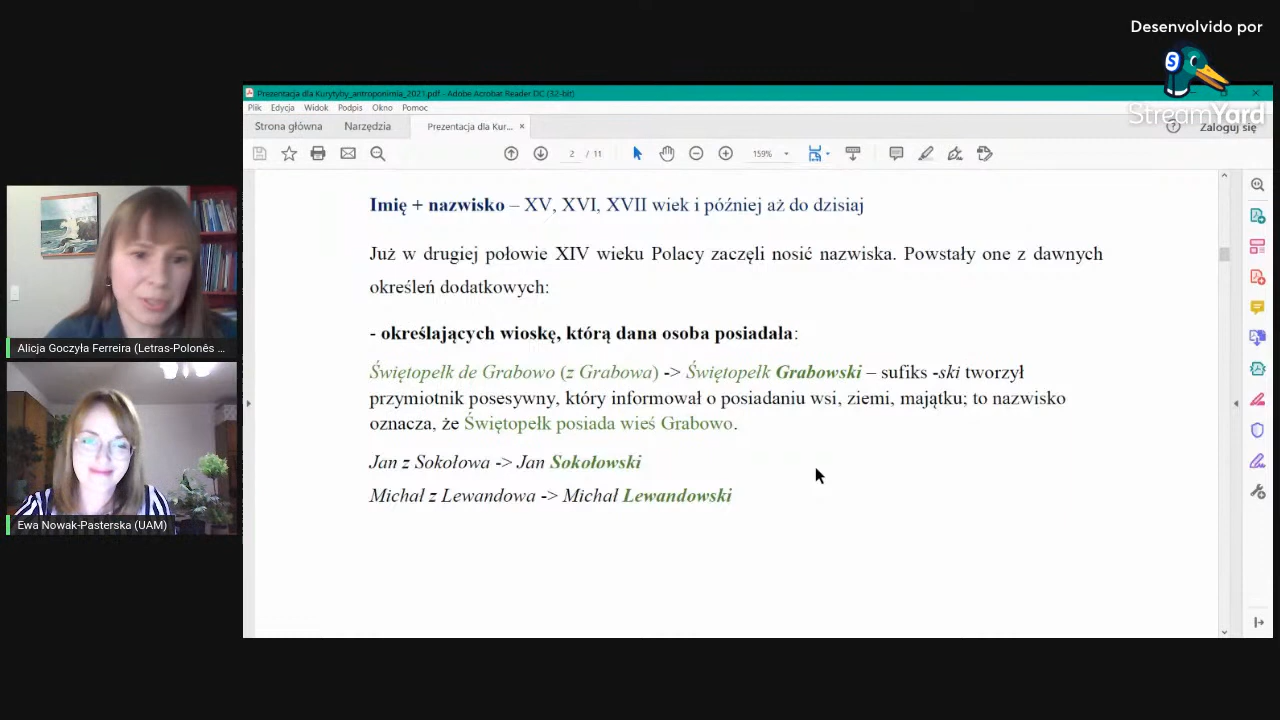 Desenvolvido por
StreamYard
Prezentacja dla Kurytyby_antroponimia_2021.pdf - Adobe Acrobat Reader DC (32-bit)
Plik Edycja Widok Podpis Okno Pomoc
Strona główna Narzędzia Prezentacja dla Kur... × Zaloguj się
2 / 11 159%
Imię + nazwisko – XV, XVI, XVII wiek i później aż do dzisiaj
Już w drugiej połowie XIV wieku Polacy zaczęli nosić nazwiska. Powstały one z dawnych
określeń dodatkowych:
- określających wioskę, którą dana osoba posiadała:
Świętopełk de Grabowo (z Grabowa) -> Świętopełk Grabowski – sufiks -ski tworzył
przymiotnik posesywny, który informował o posiadaniu wsi, ziemi, majątku; to nazwisko
oznacza, że Świętopełk posiada wieś Grabowo.
Jan z Sokołowa -> Jan Sokołowski
Michał z Lewandowa -> Michał Lewandowski
Alicja Goczyła Ferreira (Letras-Polonês ...
Ewa Nowak-Pasterska (UAM)